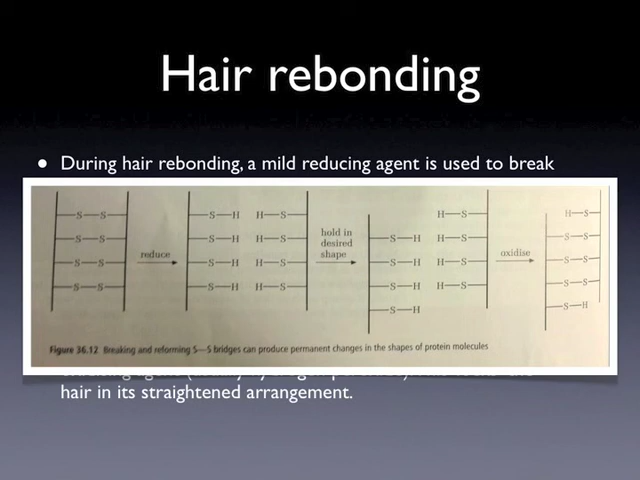 Hair rebonding
• During hair rebonding, a mild reducing agent is used to break
S—S S—H H—S H—S H—S
S—S S—H H—S S—H H—S S—S
S—S S—H H—S S—H H—S S—S
S—S S—H H—S S—H H—S S—S
S—H S—H
reduce
hold in
desired
shape
oxidise
Figure 36.12 Breaking and reforming S—S bridges can produce permanent changes in the shapes of protein molecules
hair in its straightened arrangement.